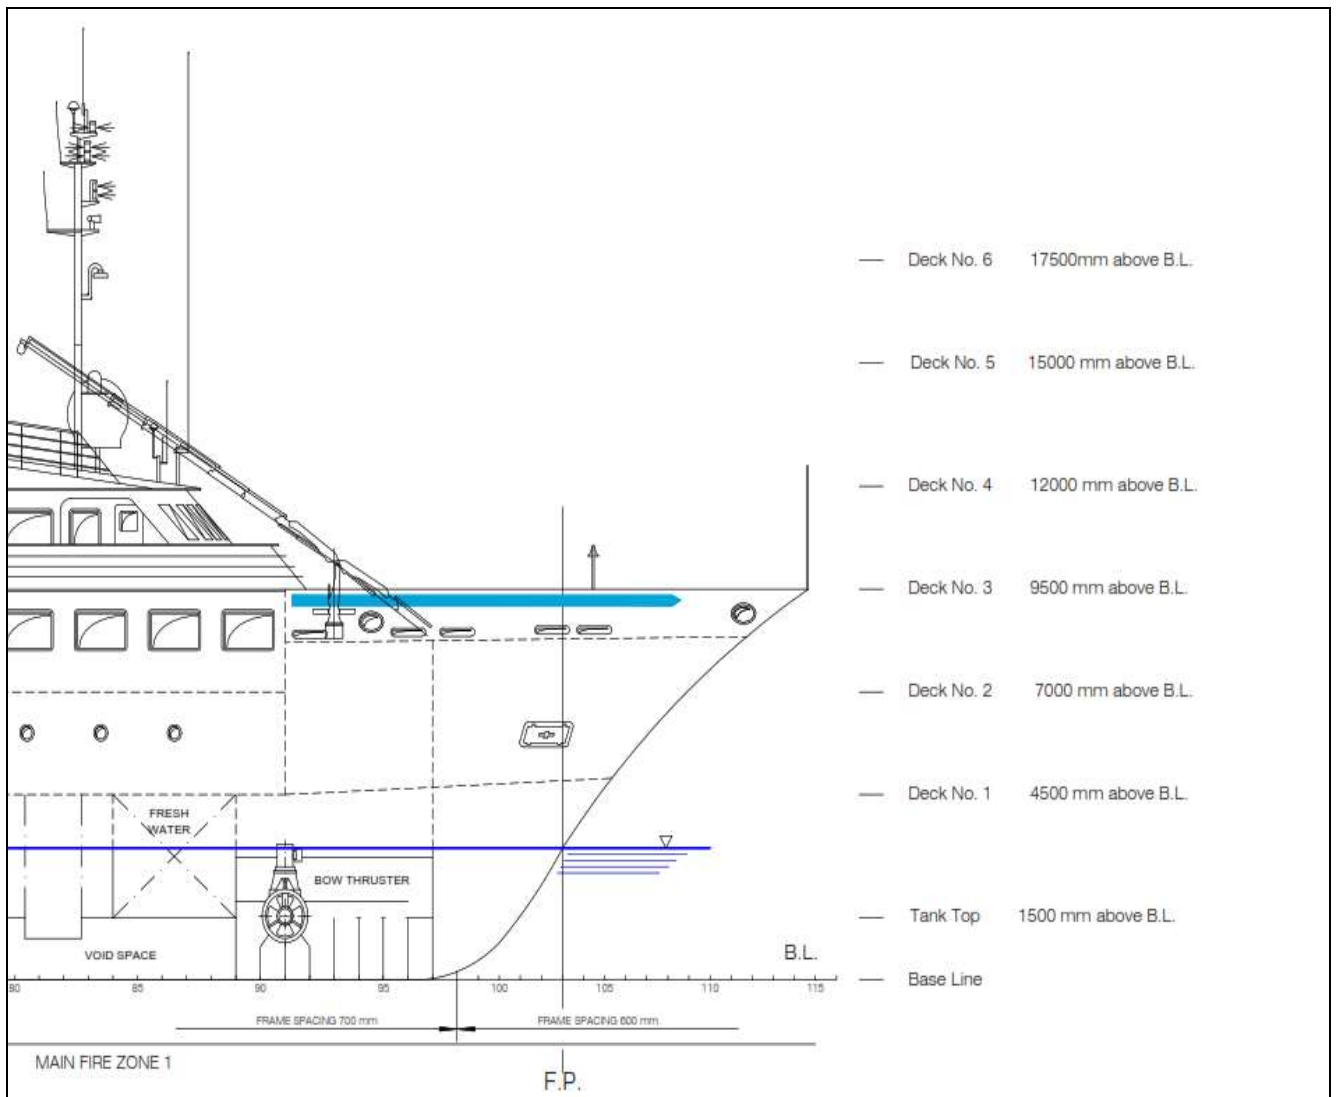 Deck No. 6 17500mm above B.L.
Deck No. 5 15000 mm above B.L.
Deck No. 4 12000 mm above B.L.
Deck No. 3 9500 mm above B.L.
Deck No. 2 7000 mm above B.L.
Deck No. 1 4500 mm above B.L.
FRESH
WATER
BOW THRUSTER
Tank Top 1500 mm above B.L.
VOID SPACE
B.L.
Base Line
80 85 90 95 100 105 110 115
FRAME SPACING 700 mm FRAME SPACING 600 mm
MAIN FIRE ZONE 1
F.P.